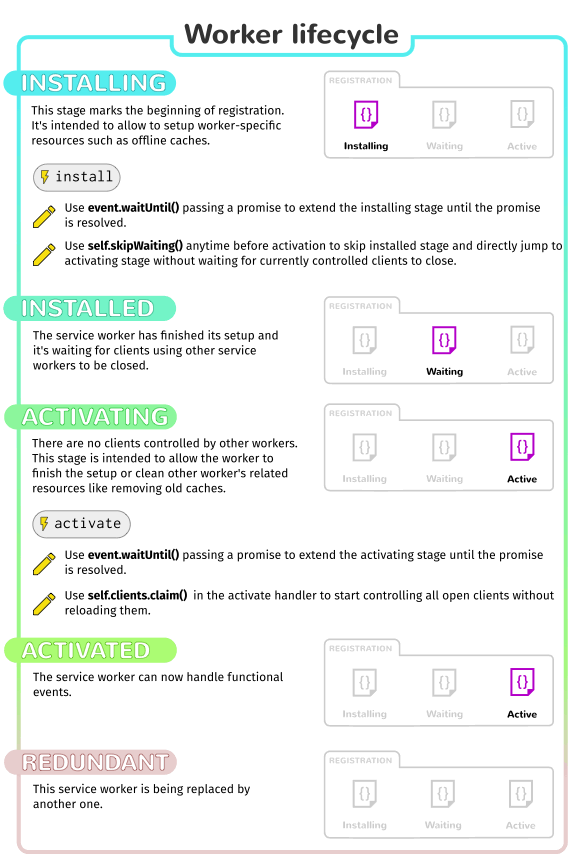 Worker lifecycle
INSTALLING
This stage marks the beginning of registration.
It's intended to allow to setup worker-specific
resources such as offline caches.
REGISTRATION
{}
{}
{}
Installing
Waiting
Active
install
Use event.waitUntil() passing a promise to extend the installing stage until the promise
is resolved.
Use self.skipWaiting() anytime before activation to skip installed stage and directly jump to
activating stage without waiting for currently controlled clients to close.
INSTALLED
The service worker has finished its setup and
it's waiting for clients using other service
workers to be closed.
REGISTRATION
{}
{}
{}
Installing
Waiting
Active
ACTIVATING
There are no clients controlled by other workers.
This stage is intended to allow the worker to
finish the setup or clean other worker's related
resources like removing old caches.
REGISTRATION
{}
{}
{}
Installing
Waiting
Active
activate
Use event.waitUntil() passing a promise to extend the activating stage until the promise
is resolved.
Use self.clients.claim() in the activate handler to start controlling all open clients without
reloading them.
ACTIVATED
The service worker can now handle functional
events.
REGISTRATION
{}
{}
{}
Installing
Waiting
Active
REDUNDANT
This service worker is being replaced by
another one.
REGISTRATION
{}
{}
{}
Installing
Waiting
Active